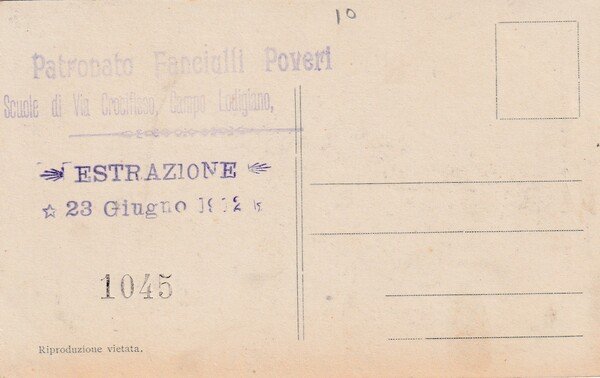 10
Patronato Fanciulli Poveri
Scuole di Via Crocifisso, Campo Lodigiano,
ESTRAZIONE
23 Giugno 1912
1045
Riproduzione vietata.